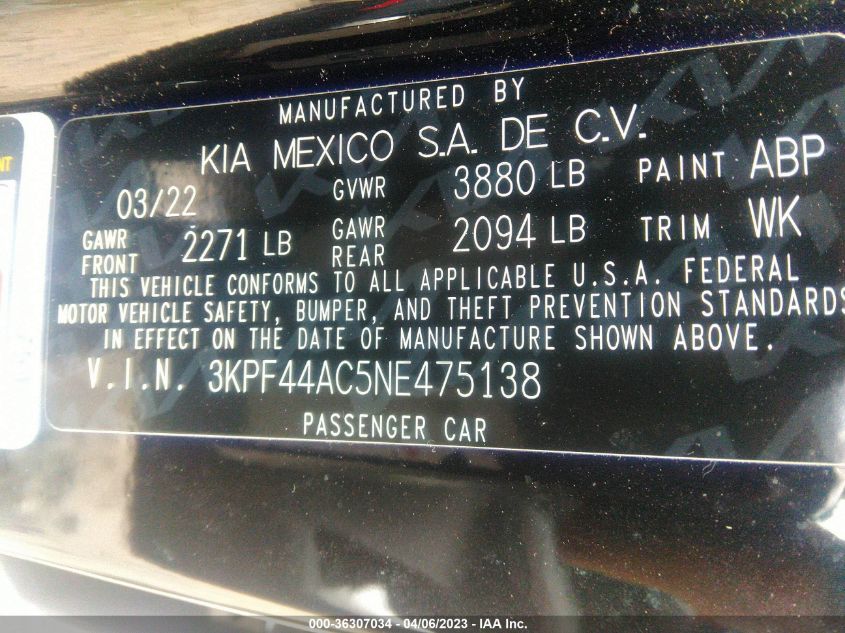 MANUFACTURED BY
KIA MEXICO S.A. DE C.V.
03/22 GVWR 3880 LB PAINT ABP
GAWR FRONT 2271 LB GAWR REAR 2094 LB TRIM WK
THIS VEHICLE CONFORMS TO ALL APPLICABLE U.S.A. FEDERAL
MOTOR VEHICLE SAFETY, BUMPER, AND THEFT PREVENTION STANDARDS
IN EFFECT ON THE DATE OF MANUFACTURE SHOWN ABOVE.
V.I.N. 3KPF44AC5NE475138
PASSENGER CAR
000-36307034 - 04/06/2023 - IAA Inc.